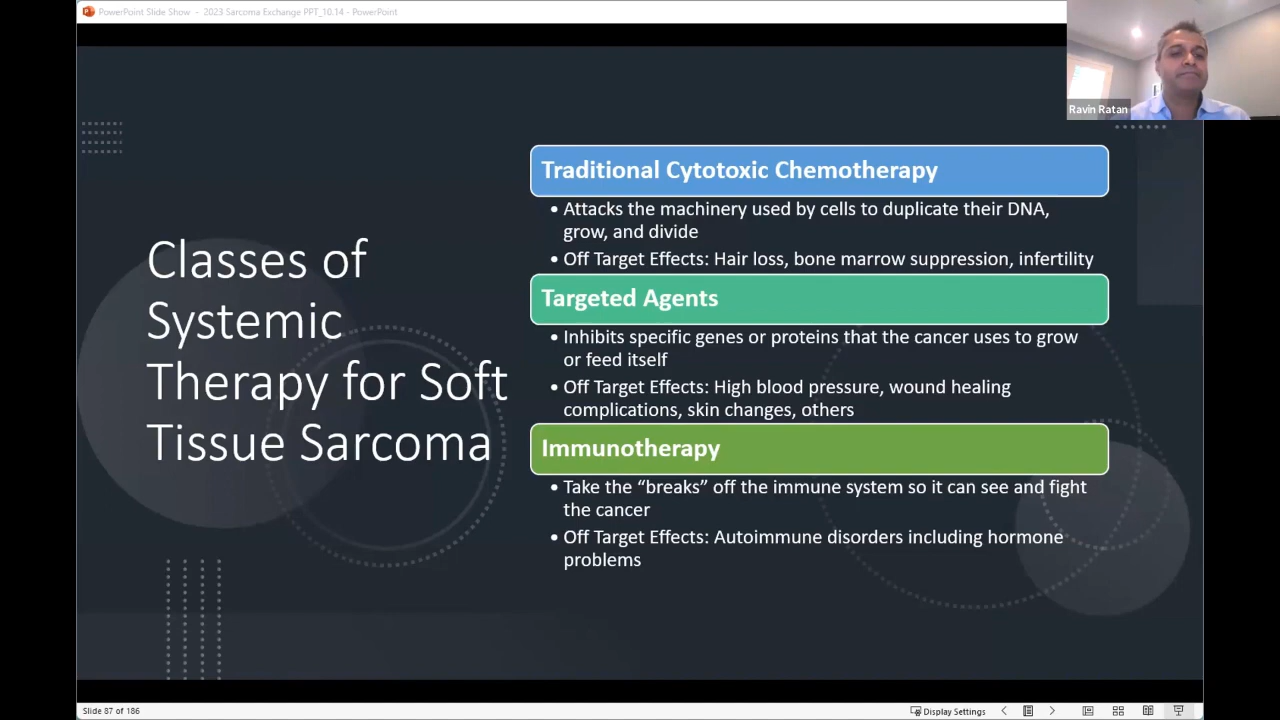 PowerPoint Slide Show - 2023 Sarcoma Exchange PPT_10.14 - PowerPoint
Ravin Ratan
Classes of
Systemic
Therapy for Soft
Tissue Sarcoma
Traditional Cytotoxic Chemotherapy
• Attacks the machinery used by cells to duplicate their DNA,
grow, and divide
• Off Target Effects: Hair loss, bone marrow suppression, infertility
Targeted Agents
• Inhibits specific genes or proteins that the cancer uses to grow
or feed itself
• Off Target Effects: High blood pressure, wound healing
complications, skin changes, others
Immunotherapy
• Take the “breaks” off the immune system so it can see and fight
the cancer
• Off Target Effects: Autoimmune disorders including hormone
problems
Slide 87 of 186
Display Settings